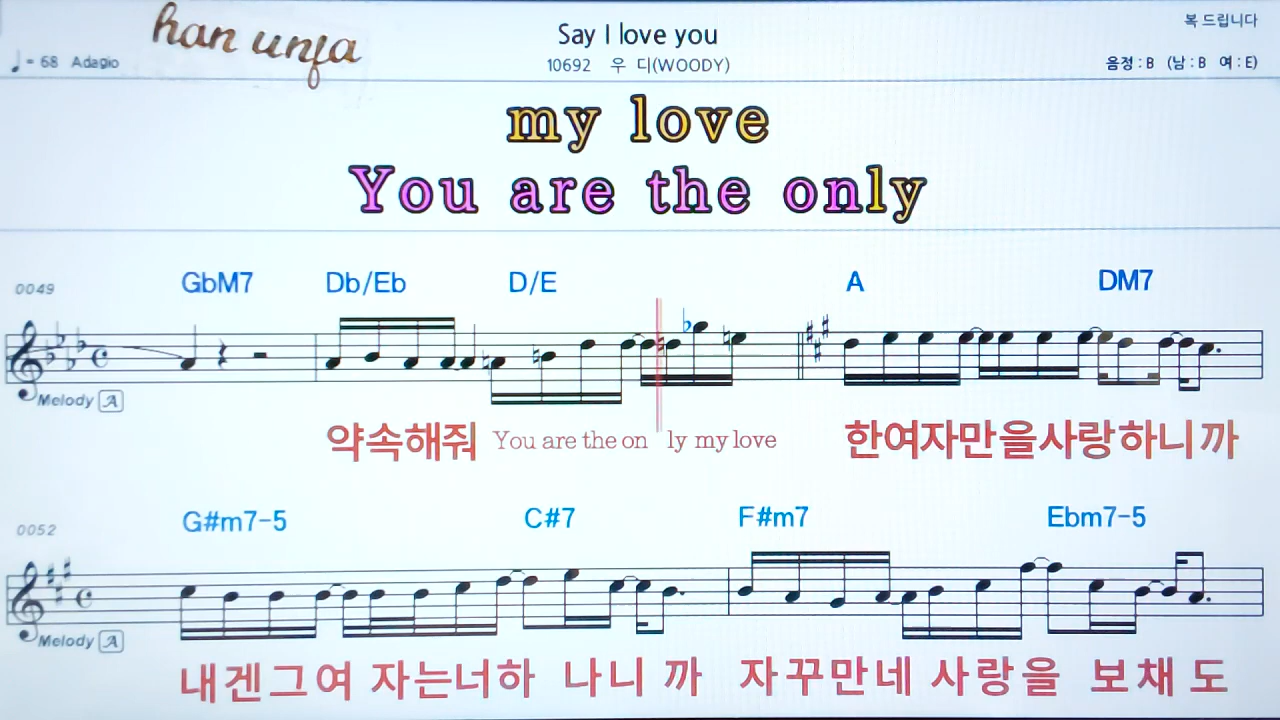 han unja
Say I love you
복 드립니다
♩= 68 Adagio
10692 우 디(WOODY)
음정 : B (남 : B 여 : E)
my love
You are the only
0049 GbM7 Db/Eb D/E A DM7
Melody A
약속해줘 You are the on ly my love 한여자만을사랑하니까
0052 G#m7-5 C#7 F#m7 Ebm7-5
Melody A
내겐그여 자는너하 나니 까 자꾸만네 사랑을 보채 도